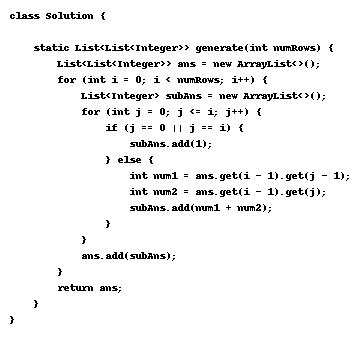 class Solution {
static List<List<Integer>> generate(int numRows) {
List<List<Integer>> ans = new ArrayList<>();
for (int i = 0; i < numRows; i++) {
List<Integer> subAns = new ArrayList<>();
for (int j = 0; j <= i; j++) {
if (j == 0 || j == i) {
subAns.add(1);
} else {
int num1 = ans.get(i - 1).get(j - 1);
int num2 = ans.get(i - 1).get(j);
subAns.add(num1 + num2);
}
}
ans.add(subAns);
}
return ans;
}
}